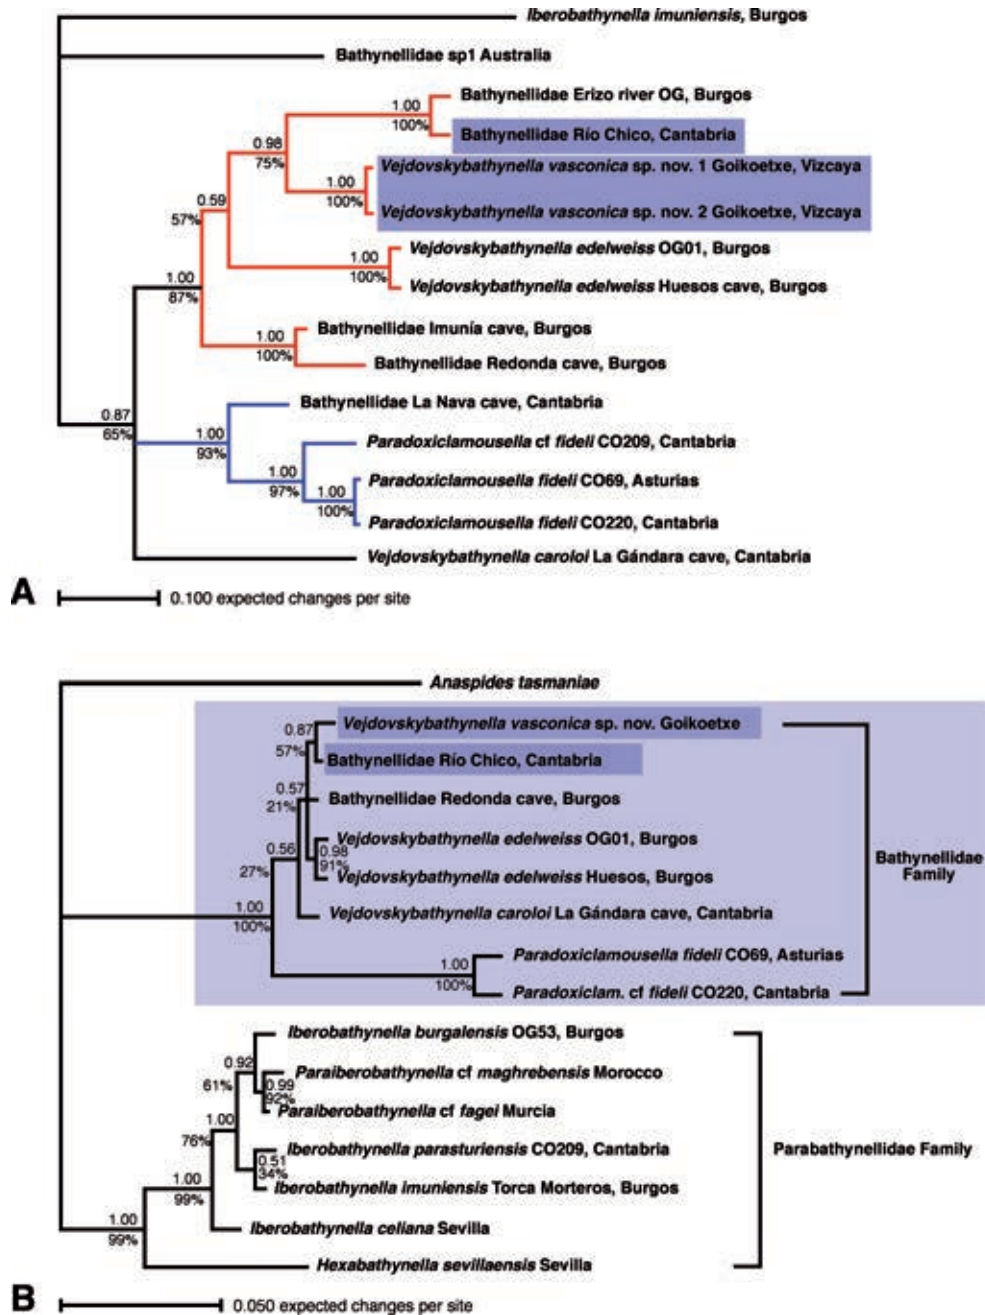 Iberobathynella imuniensis, Burgos
Bathynellidae sp1 Australia
Bathynellidae Erizo river OG, Burgos
1.00
100%
Bathynellidae Río Chico, Cantabria
0.98
75%
Vejdovskybathynella vasconica sp. nov. 1 Goikoetxe, Vizcaya
1.00
100%
Vejdovskybathynella vasconica sp. nov. 2 Goikoetxe, Vizcaya
0.59
57%
Vejdovskybathynella edelweiss OG01, Burgos
1.00
100%
Vejdovskybathynella edelweiss Huesos cave, Burgos
1.00
87%
Bathynellidae Imunía cave, Burgos
1.00
100%
Bathynellidae Redonda cave, Burgos
Bathynellidae La Nava cave, Cantabria
0.87
65%
1.00
93%
Paradoxiclamousella cf fideli CO209, Cantabria
1.00
97%
Paradoxiclamousella fideli CO69, Asturias
1.00
100%
Paradoxiclamousella fideli CO220, Cantabria
Vejdovskybathynella caroloi La Gándara cave, Cantabria
A
0.100 expected changes per site
Anaspides tasmaniae
Vejdovskybathynella vasconica sp. nov. Goikoetxe
0.87
57%
Bathynellidae Río Chico, Cantabria
0.57
21%
Bathynellidae Redonda cave, Burgos
Vejdovskybathynella edelweiss OG01, Burgos
0.98
91%
Vejdovskybathynella edelweiss Huesos, Burgos
0.56
27%
Bathynellidae
Family
Vejdovskybathynella caroloi La Gándara cave, Cantabria
1.00
100%
Paradoxiclamousella fideli CO69, Asturias
1.00
100%
Paradoxiclam. cf fideli CO220, Cantabria
Iberobathynella burgalensis OG53, Burgos
0.92
61%
Paraiberobathynella cf maghrebensis Morocco
0.99
92%
Paraiberobathynella cf fagei Murcia
1.00
76%
Iberobathynella parasturiensis CO209, Cantabria
0.51
34%
Parabathynellidae Family
Iberobathynella imuniensis Torca Morteros, Burgos
1.00
99%
Iberobathynella celiana Sevilla
1.00
99%
Hexabathynella sevillaensis Sevilla
B
0.050 expected changes per site